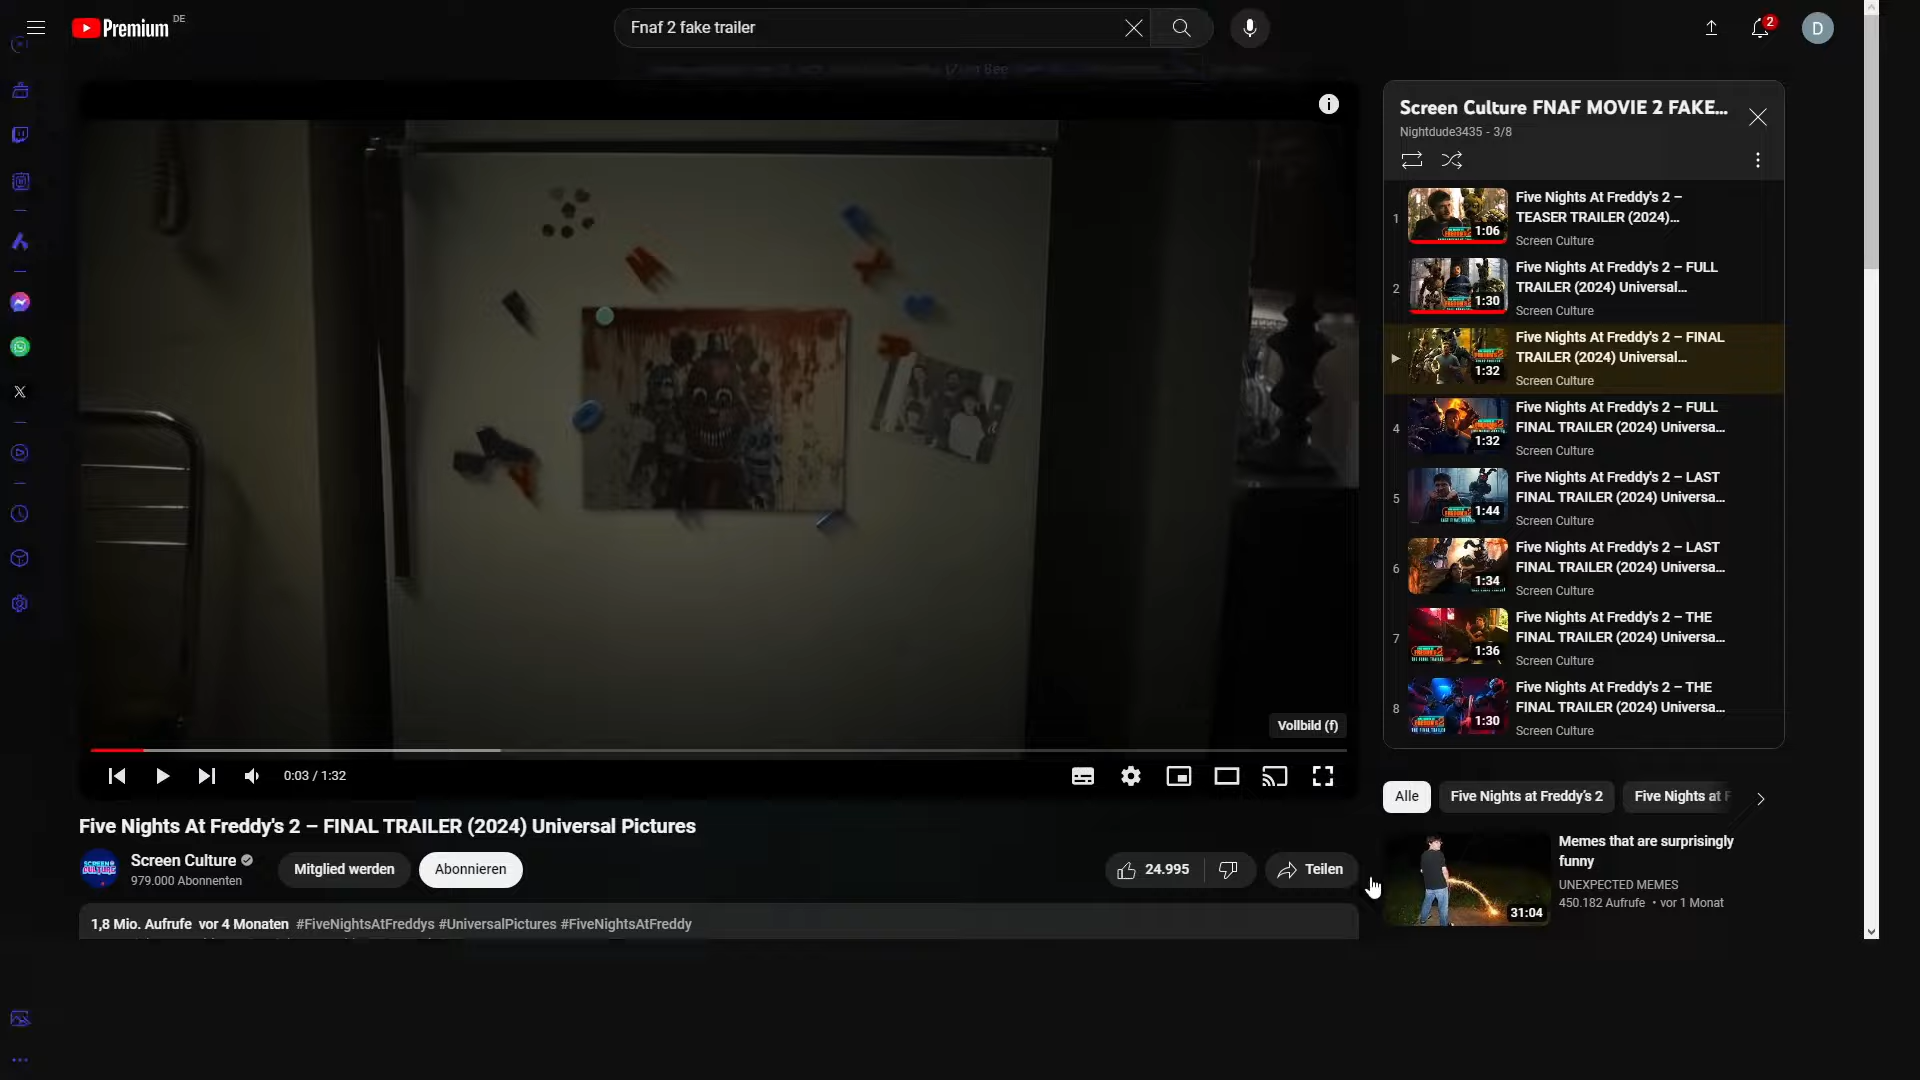 Premium
DE
Fnaf 2 fake trailer
2
D
Screen Culture FNAF MOVIE 2 FAKE...
Nightdude3435 - 3/8
1
1:06
Five Nights At Freddy's 2 –
TEASER TRAILER (2024)...
Screen Culture
2
1:30
Five Nights At Freddy's 2 – FULL
TRAILER (2024) Universal...
Screen Culture
1:32
Five Nights At Freddy's 2 – FINAL
TRAILER (2024) Universal...
Screen Culture
4
1:32
Five Nights At Freddy's 2 – FULL
FINAL TRAILER (2024) Universa...
Screen Culture
5
1:44
Five Nights At Freddy's 2 – LAST
FINAL TRAILER (2024) Universa...
Screen Culture
6
1:34
Five Nights At Freddy's 2 – LAST
FINAL TRAILER (2024) Universa...
Screen Culture
7
1:36
Five Nights At Freddy's 2 – THE
FINAL TRAILER (2024) Universa...
Screen Culture
8
1:30
Five Nights At Freddy's 2 – THE
FINAL TRAILER (2024) Universa...
Screen Culture
Vollbild (f)
0:03 / 1:32
Five Nights At Freddy's 2 – FINAL TRAILER (2024) Universal Pictures
SCREEN CULTURE
Screen Culture
979.000 Abonnenten
Mitglied werden
Abonnieren
24.995
Teilen
1,8 Mio. Aufrufe vor 4 Monaten #FiveNightsAtFreddys #UniversalPictures #FiveNightsAtFreddy
Alle
Five Nights at Freddy's 2
Five Nights at F
31:04
Memes that are surprisingly
funny
UNEXPECTED MEMES
450.182 Aufrufe • vor 1 Monat